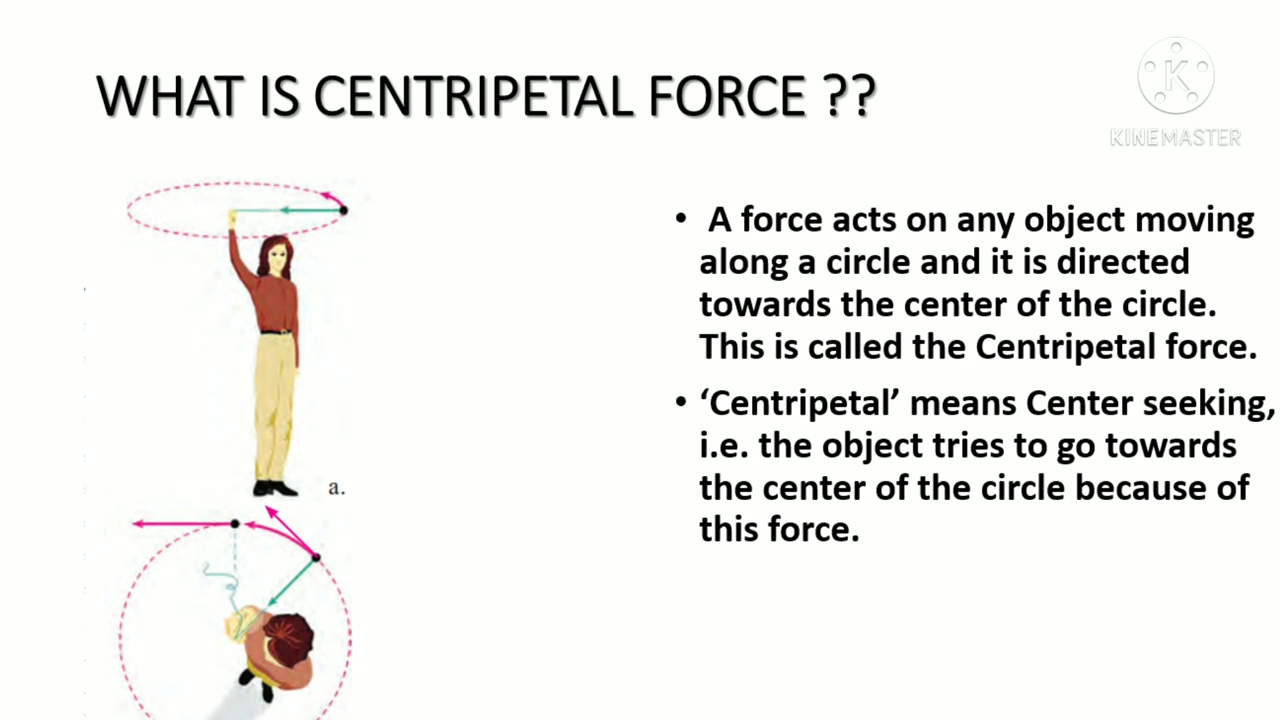 WHAT IS CENTRIPETAL FORCE ??
K
KINEMASTER
• A force acts on any object moving
along a circle and it is directed
towards the center of the circle.
This is called the Centripetal force.
• ‘Centripetal’ means Center seeking,
i.e. the object tries to go towards
the center of the circle because of
this force.
a.